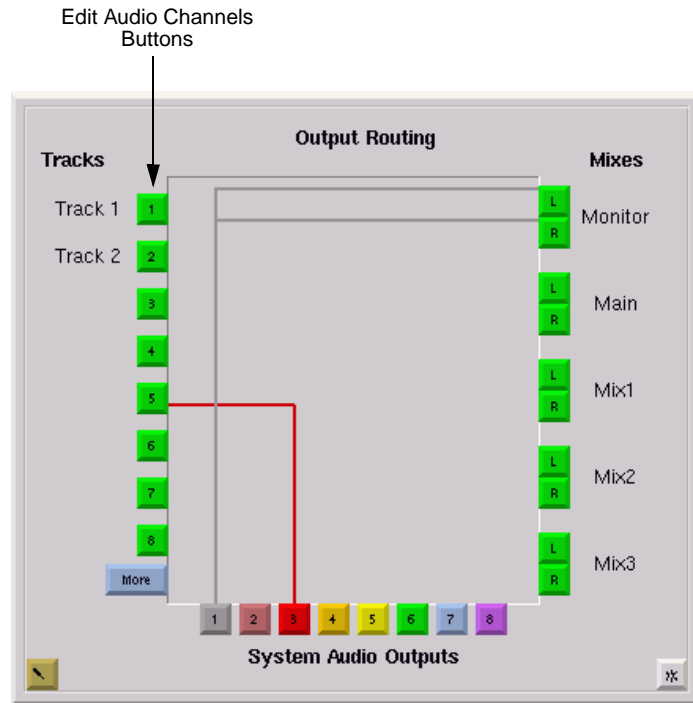 Edit Audio Channels
Buttons
Output Routing
Tracks
Mixes
Track 1 1
Track 2 2
3
4
5
6
7
8
More
L
R
Monitor
L
R
Main
L
R
Mix1
L
R
Mix2
L
R
Mix3
1 2 3 4 5 6 7 8
System Audio Outputs